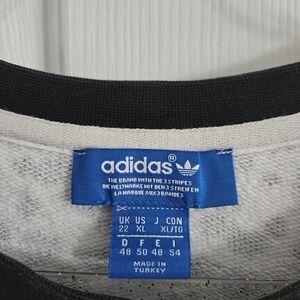 adidas®
THE BRAND WITH THE 3 STRIPES
DIE WELTMARKE MIT DEN 3 STREIFEN
LA MARQUE AUX 3 BANDES
UK US J CON
22 XL XL/TG
D F E I
48 50 48 54
MADE IN
TURKEY